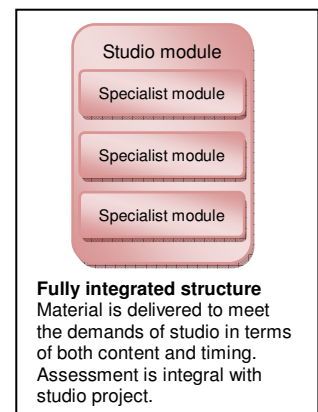 Studio module
Specialist module
Specialist module
Specialist module
Fully integrated structure
Material is delivered to meet
the demands of studio in terms
of both content and timing.
Assessment is integral with
studio project.